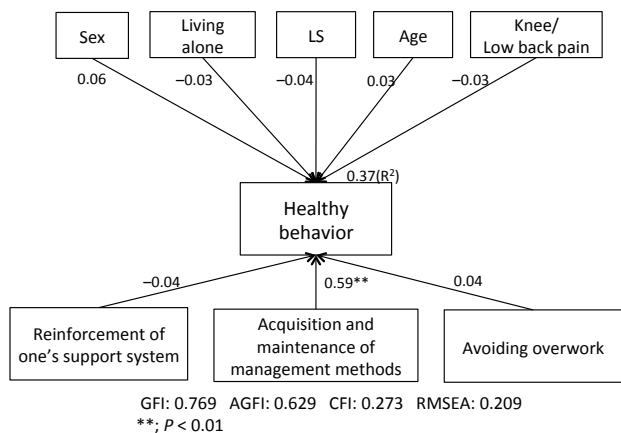 Sex
Living
alone
LS
Age
Knee/
Low back pain
0.06
–0.03
–0.04
0.03
–0.03
0.37(R²)
Healthy
behavior
–0.04
0.59**
0.04
Reinforcement of
one’s support system
Acquisition and
maintenance of
management methods
Avoiding overwork
GFI: 0.769 AGFI: 0.629 CFI: 0.273 RMSEA: 0.209
**; P < 0.01